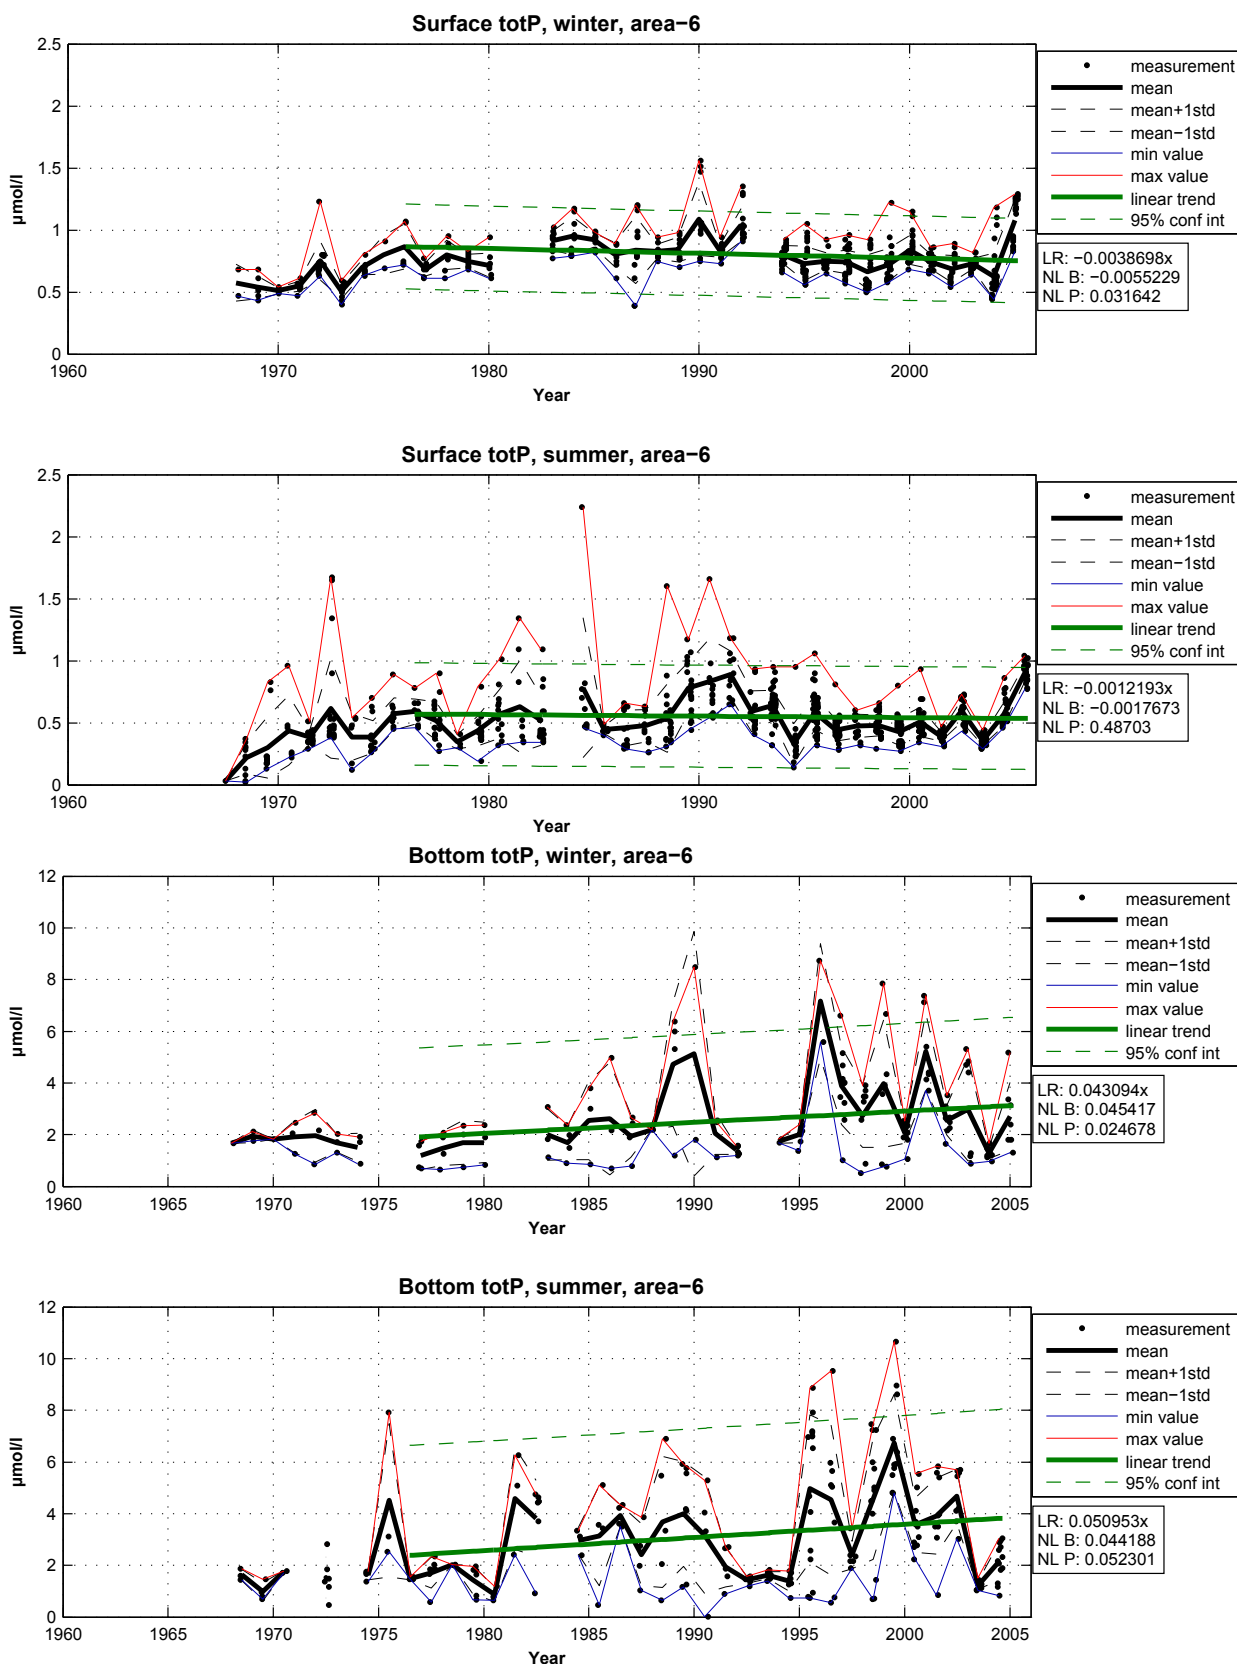 Surface totP, winter, area−6
2.5
2
1.5
1
0.5
0
µmol/l
1960 1970 1980 1990 2000
Year
measurement
mean
mean+1std
mean−1std
min value
max value
linear trend
95% conf int
LR: −0.0038698x
NL B: −0.0055229
NL P: 0.031642
Surface totP, summer, area−6
2.5
2
1.5
1
0.5
0
µmol/l
1960 1970 1980 1990 2000
Year
measurement
mean
mean+1std
mean−1std
min value
max value
linear trend
95% conf int
LR: −0.0012193x
NL B: −0.0017673
NL P: 0.48703
Bottom totP, winter, area−6
12
10
8
6
4
2
0
µmol/l
1960 1965 1970 1975 1980 1985 1990 1995 2000 2005
Year
measurement
mean
mean+1std
mean−1std
min value
max value
linear trend
95% conf int
LR: 0.043094x
NL B: 0.045417
NL P: 0.024678
Bottom totP, summer, area−6
12
10
8
6
4
2
0
µmol/l
1960 1965 1970 1975 1980 1985 1990 1995 2000 2005
Year
measurement
mean
mean+1std
mean−1std
min value
max value
linear trend
95% conf int
LR: 0.050953x
NL B: 0.044188
NL P: 0.052301